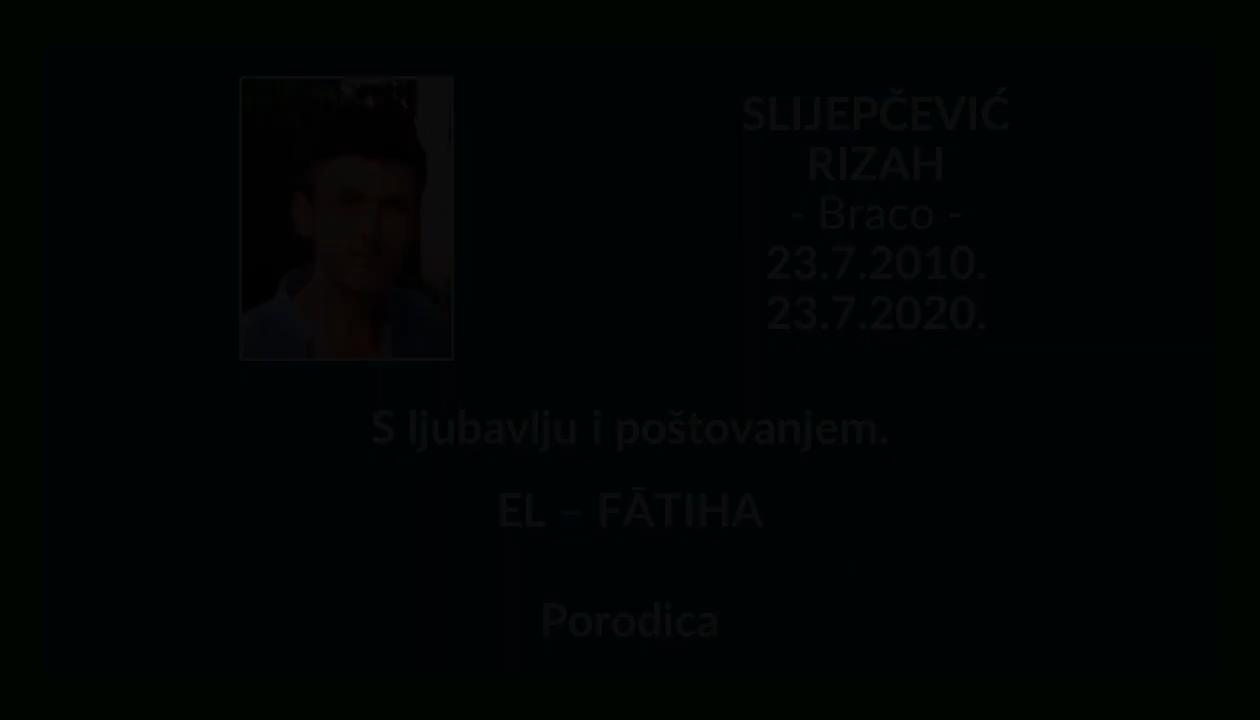 SLIJEPČEVIĆ
RIZAH
- Braco -
23.7.2010.
23.7.2020.
S ljubavlju i poštovanjem.
EL – FĀTIHA
Porodica